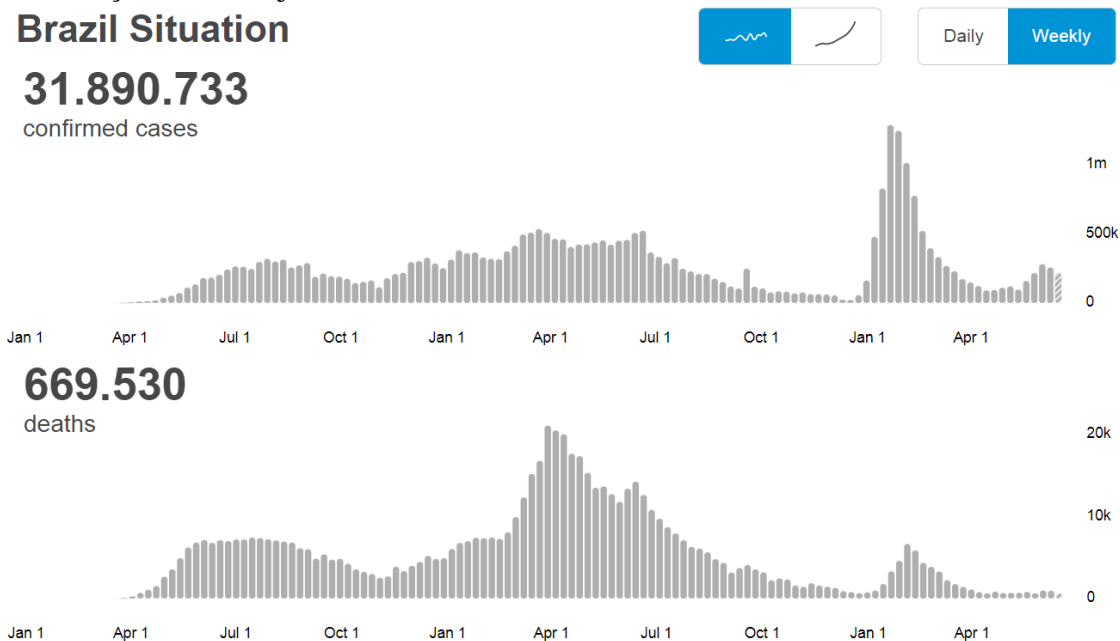 Brazil Situation
Daily
Weekly
31.890.733
confirmed cases
1m
500k
0
Jan 1 Apr 1 Jul 1 Oct 1 Jan 1 Apr 1 Jul 1 Oct 1 Jan 1 Apr 1
669.530
deaths
20k
10k
0
Jan 1 Apr 1 Jul 1 Oct 1 Jan 1 Apr 1 Jul 1 Oct 1 Jan 1 Apr 1